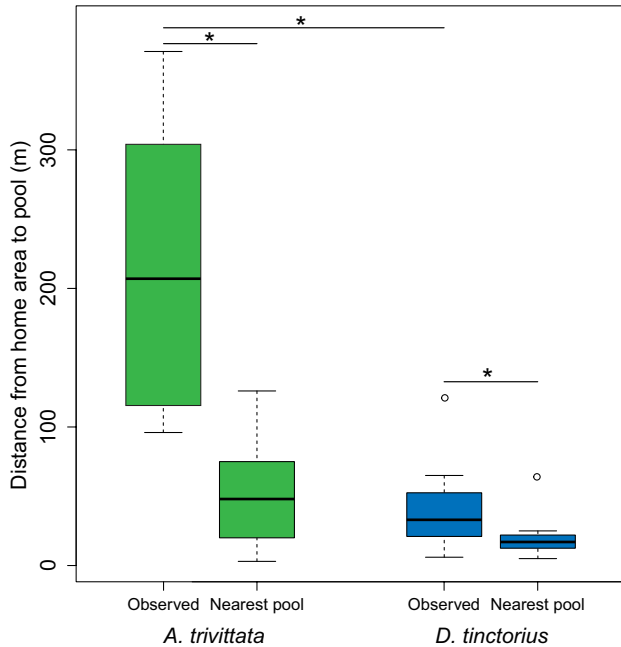 *
*
*
Distance from home area to pool (m)
300
200
100
0
Observed Nearest pool Observed Nearest pool
A. trivittata D. tinctorius